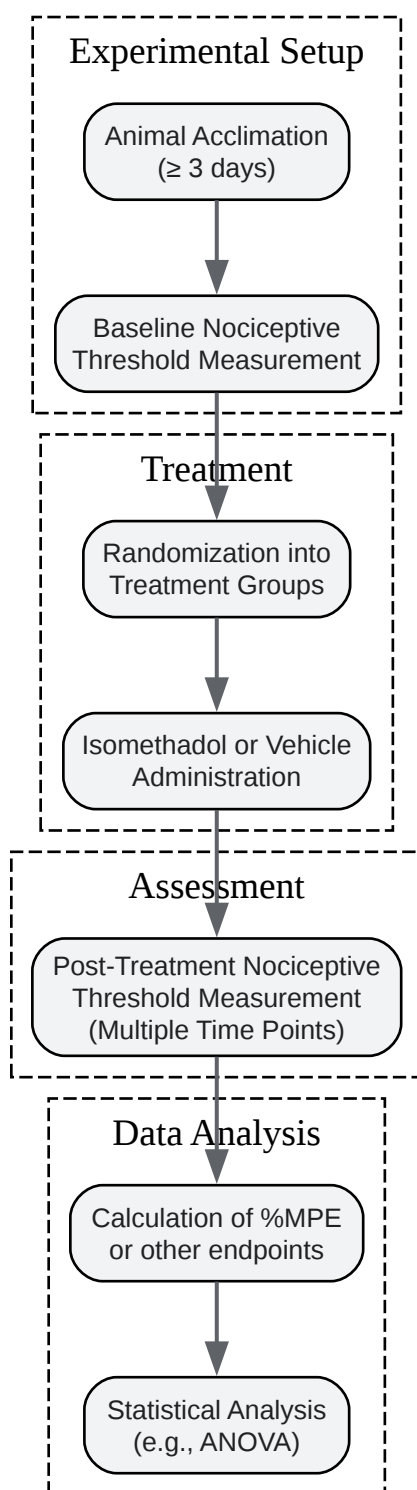 Experimental Setup
Animal Acclimation
(≥ 3 days)
Baseline Nociceptive
Threshold Measurement
Treatment
Randomization into
Treatment Groups
Isomethadol or Vehicle
Administration
Assessment
Post-Treatment Nociceptive
Threshold Measurement
(Multiple Time Points)
Data Analysis
Calculation of %MPE
or other endpoints
Statistical Analysis
(e.g., ANOVA)